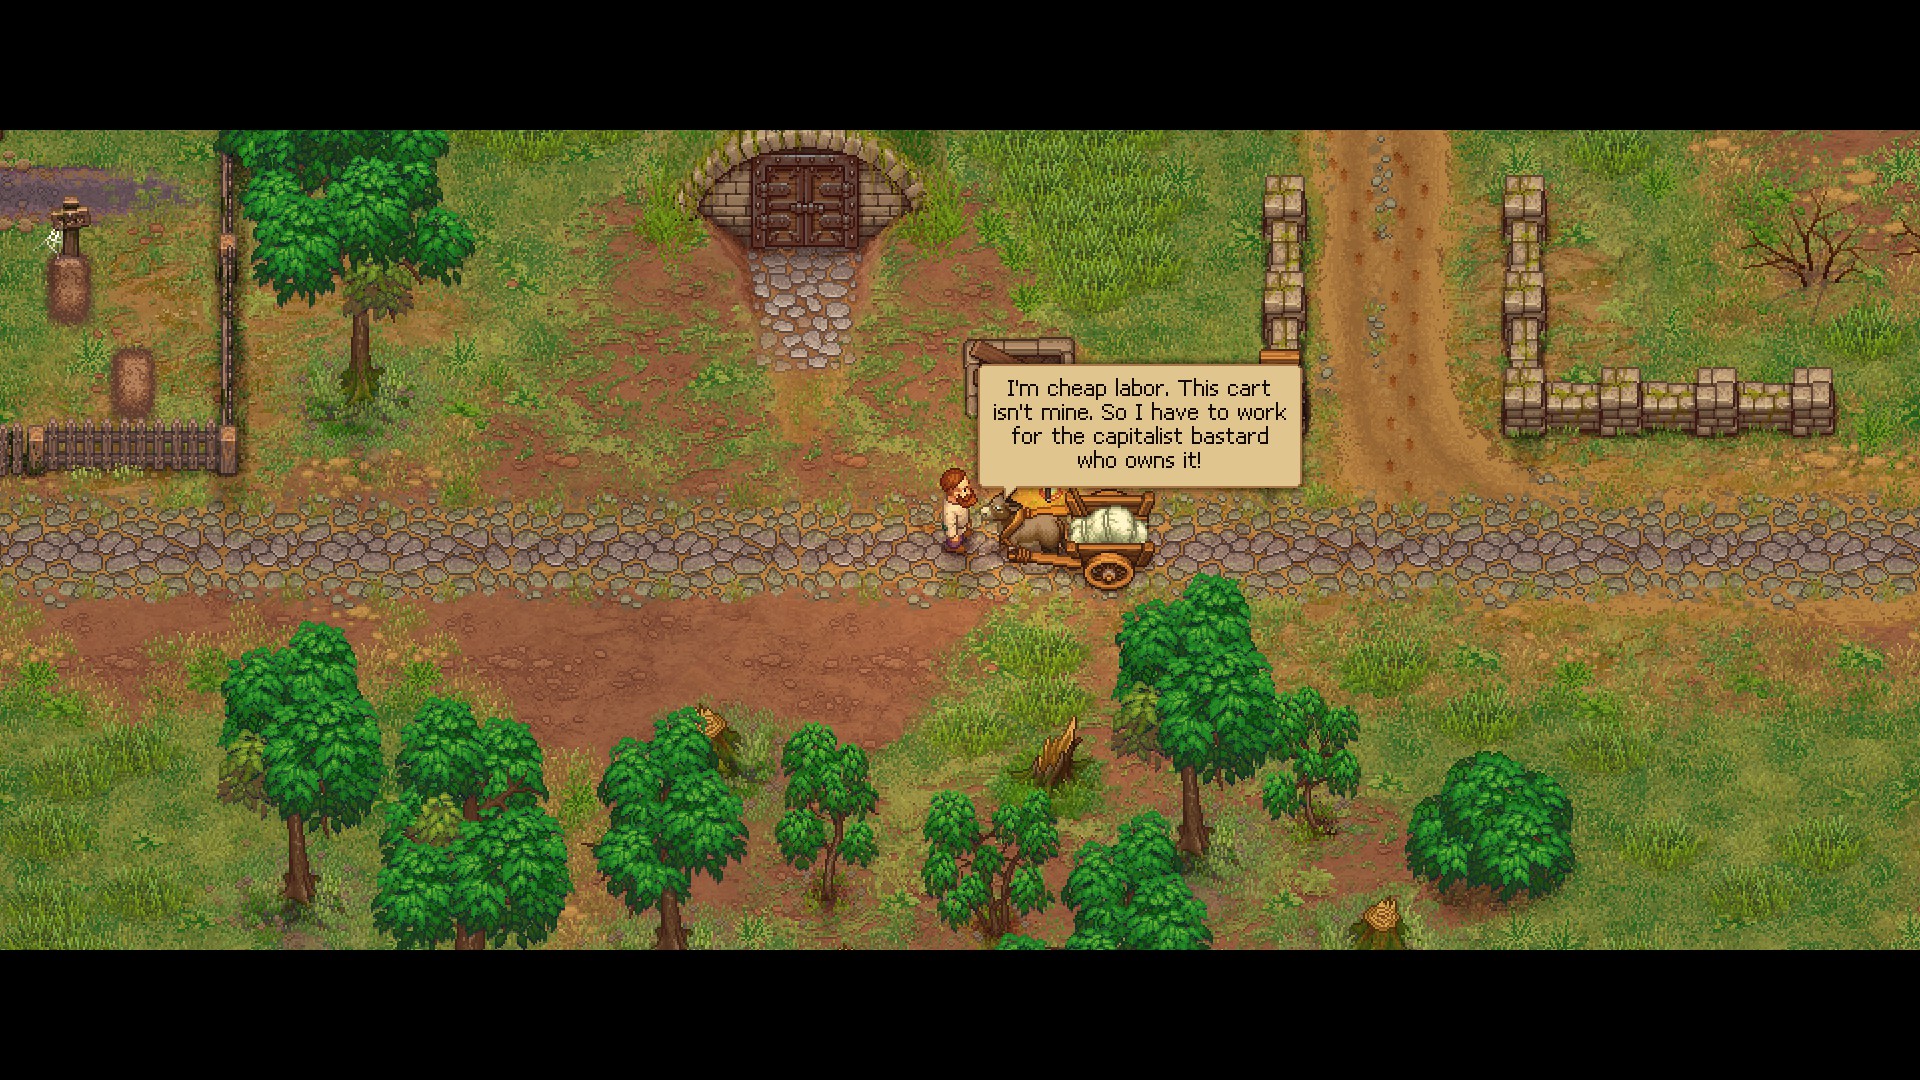 I'm cheap labor. This cart
isn't mine. So I have to work
for the capitalist bastard
who owns it!